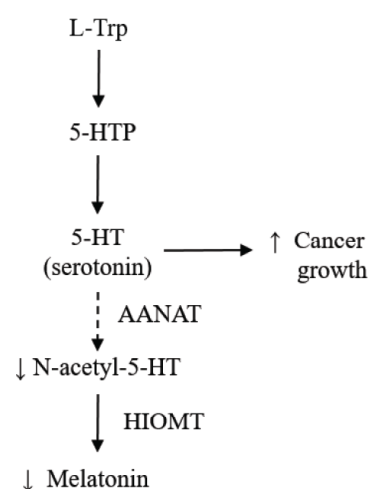 L-Trp
5-HTP
5-HT
(serotonin)
↑ Cancer
growth
AANAT
↓ N-acetyl-5-HT
HIOMT
↓ Melatonin